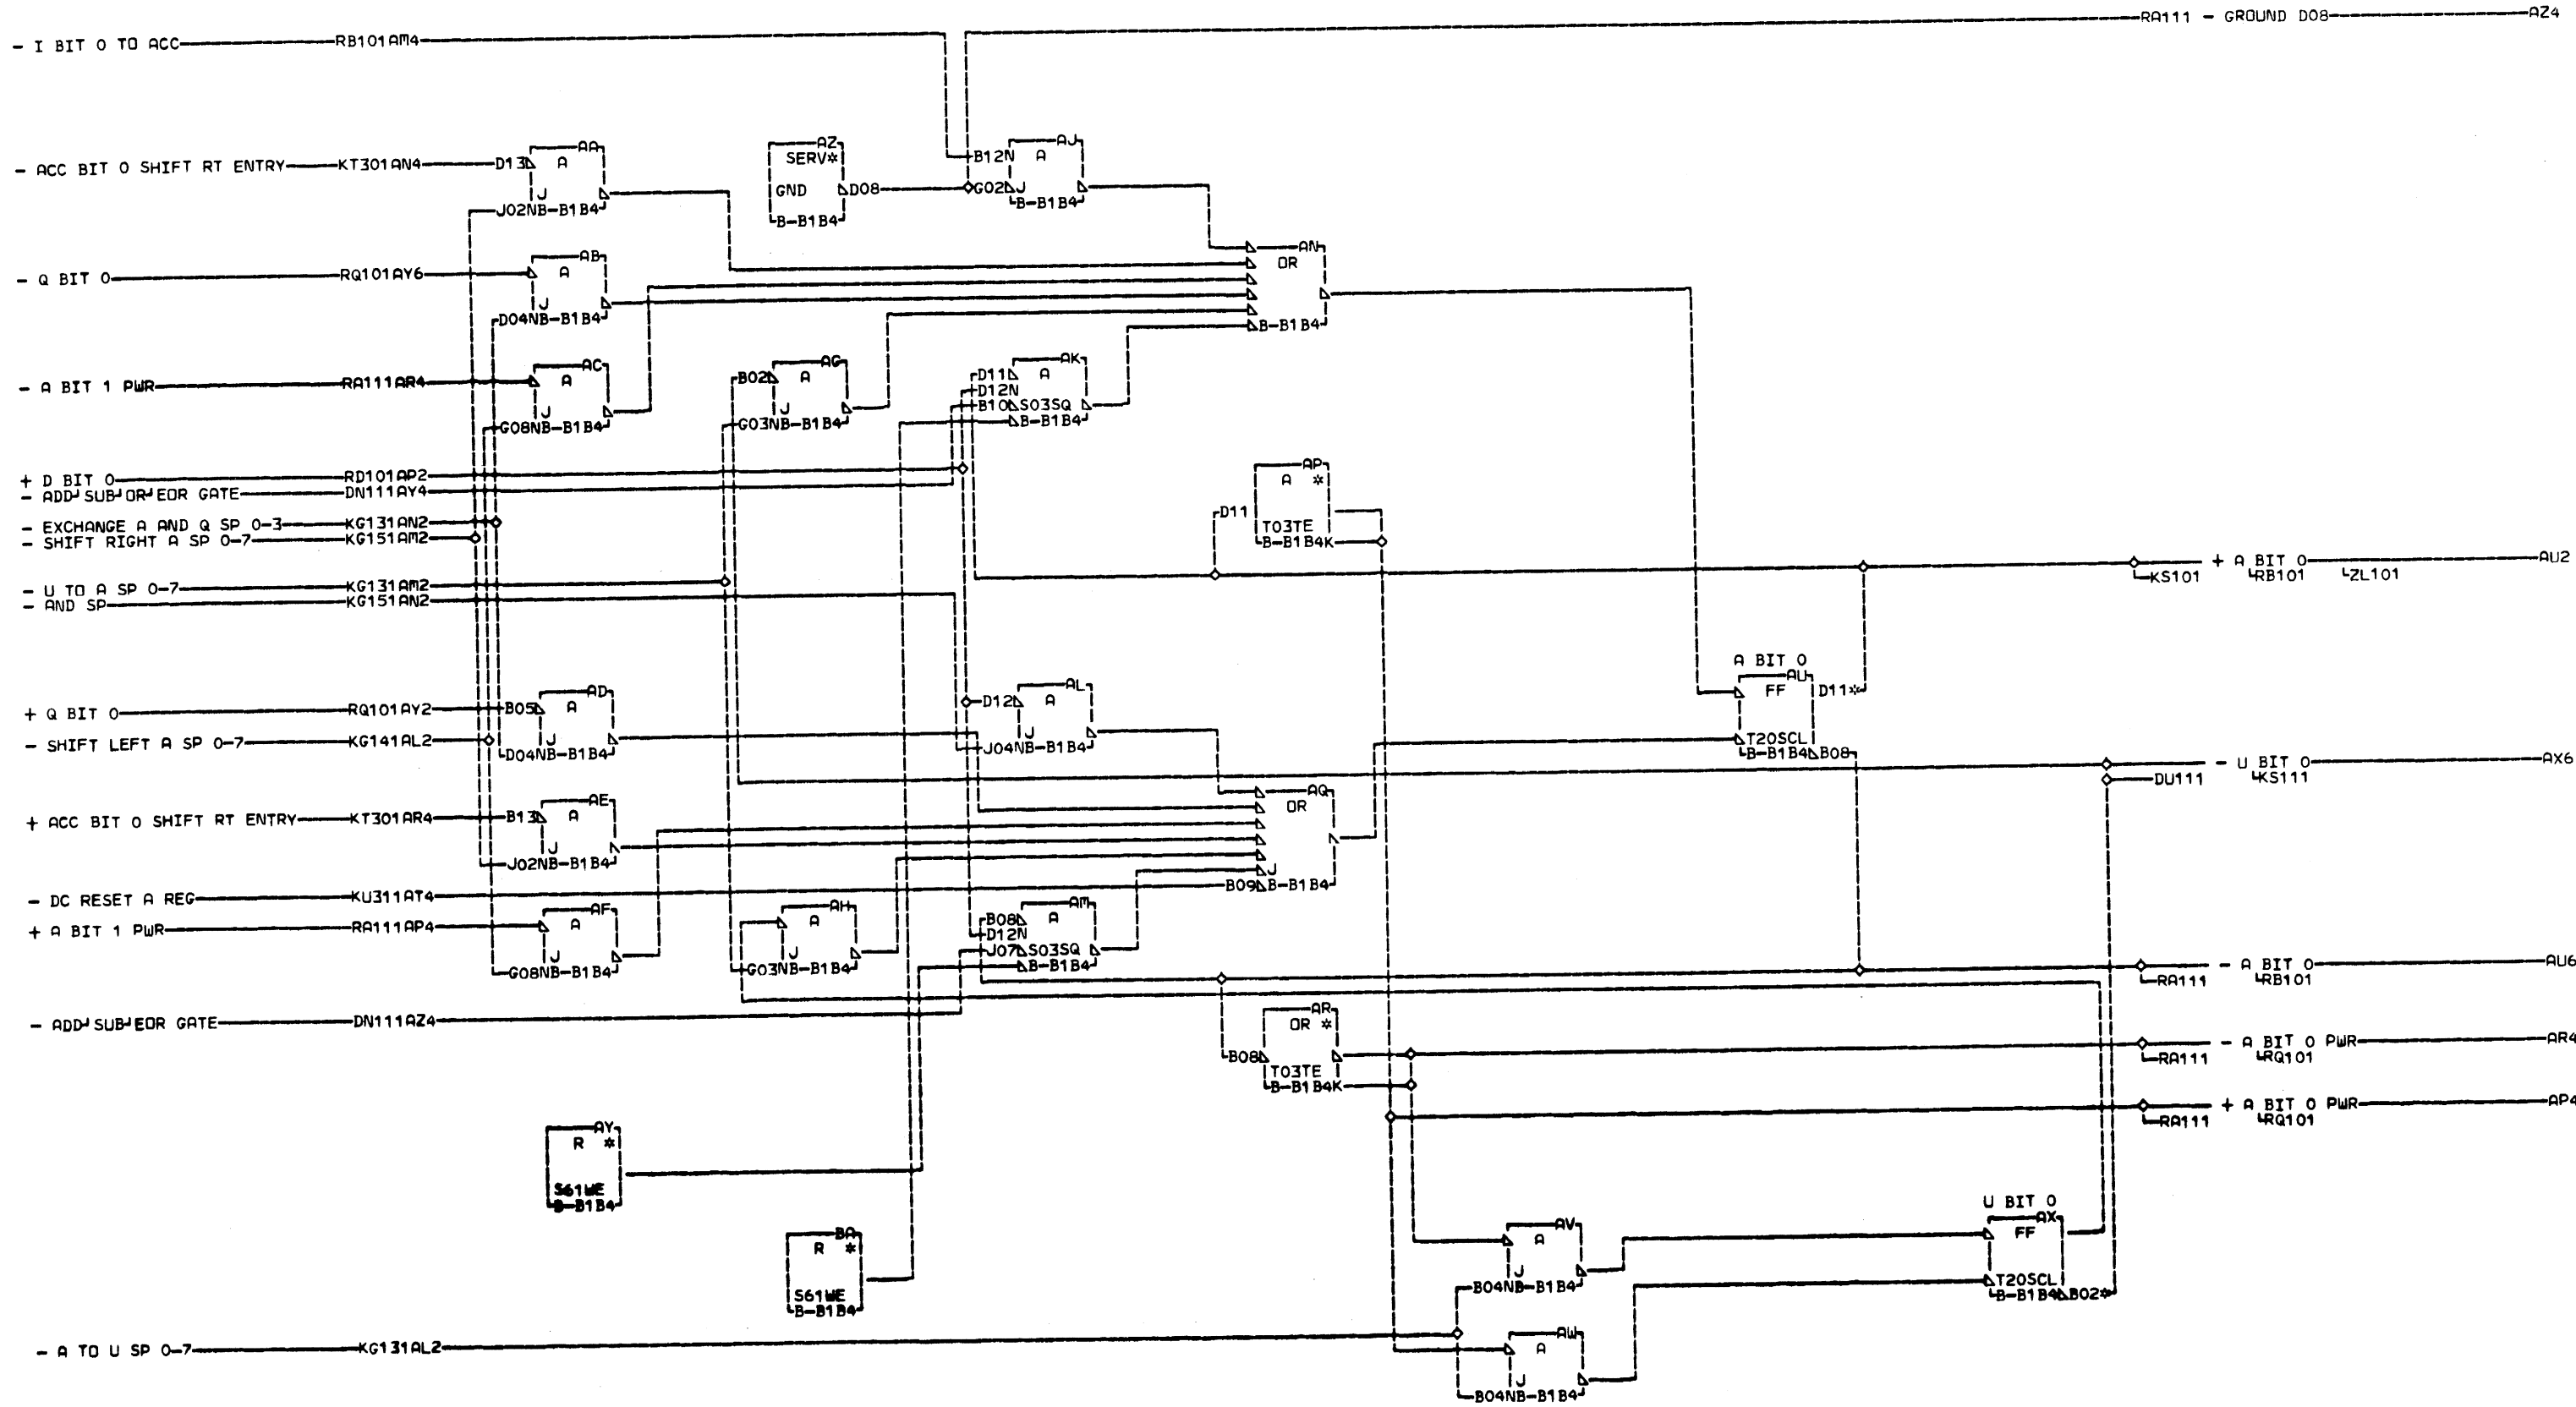 RA111 - GROUND D08 AZ4
- I BIT 0 TO ACC RB101AM4
AZ
SERV*
GND D08
B-B1B4
AJ
B12N A
G02 J
B-B1B4
- ACC BIT 0 SHIFT RT ENTRY KT301AN4 D13
AA
A
J
J02NB-B1B4
AN
OR
B-B1B4
- Q BIT 0 RQ101AY6
AB
A
J
D04NB-B1B4
- A BIT 1 PWR RA111AR4
AC
A
J
G08NB-B1B4
AG
B02 A
J
G03NB-B1B4
AK
D11 A
D12N
B10 S03SQ
B-B1B4
+ D BIT 0 RD101AP2
- ADD SUB OR EOR GATE DN111AY4
- EXCHANGE A AND Q SP 0-3 KG131AN2
- SHIFT RIGHT A SP 0-7 KG151AM2
AP
A *
D11
T03TE
B-B1B4K
- U TO A SP 0-7 KG131AM2
- AND SP KG151AN2
+ A BIT 0 AU2
KS101 RB101 ZL101
A BIT 0
AU
FF D11*
T20SCL
B-B1B4 B08
+ Q BIT 0 RQ101AY2 B05
AD
A
J
D04NB-B1B4
- SHIFT LEFT A SP 0-7 KG141AL2
AL
D12 A
J
J04NB-B1B4
- U BIT 0 AX6
DU111 KS111
AQ
OR
J
B09 B-B1B4
+ ACC BIT 0 SHIFT RT ENTRY KT301AR4 B13
AE
A
J
J02NB-B1B4
- DC RESET A REG KU311AT4
+ A BIT 1 PWR RA111AP4
AF
A
J
G08NB-B1B4
AH
A
J
G03NB-B1B4
AM
B08 A
D12N
J07 S03SQ
B-B1B4
- A BIT 0 AU6
RA111 RB101
- ADD SUB EOR GATE DN111AZ4
AR
OR *
B08
T03TE
B-B1B4K
- A BIT 0 PWR AR4
RA111 RQ101
+ A BIT 0 PWR AP4
RA111 RQ101
AY
R *
S61WE
B-B1B4
BA
R *
S61WE
B-B1B4
AV
A
J
B04NB-B1B4
U BIT 0
AX
FF
T20SCL
B-B1B4 B02*
- A TO U SP 0-7 KG131AL2
AW
A
J
B04NB-B1B4